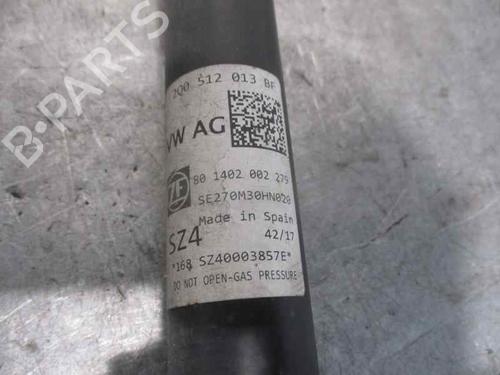 2Q0 512 013 BF
VW AG
ZF
80 1402 002 275
SE270M30HN020
Made in Spain
SZ4
42/17
*168 SZ40003857E*
DO NOT OPEN-GAS PRESSURE
B-PARTS